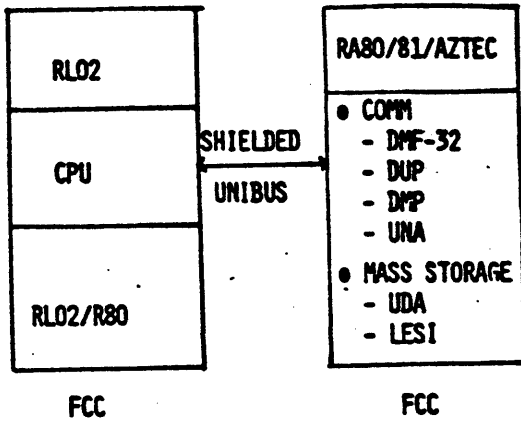 RL02
CPU
RL02/R80
FCC
SHIELDED
UNIBUS
RA80/81/AZTEC
● COMM
- DMF-32
- DUP
- DMP
- UNA
● MASS STORAGE
- UDA
- LESI
FCC